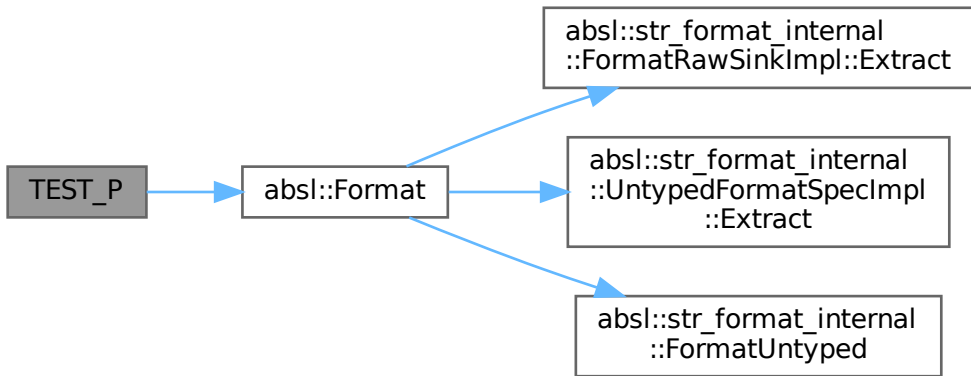 TEST_P
absl::Format
absl::str_format_internal
::FormatRawSinkImpl::Extract
absl::str_format_internal
::UntypedFormatSpecImpl
::Extract
absl::str_format_internal
::FormatUntyped